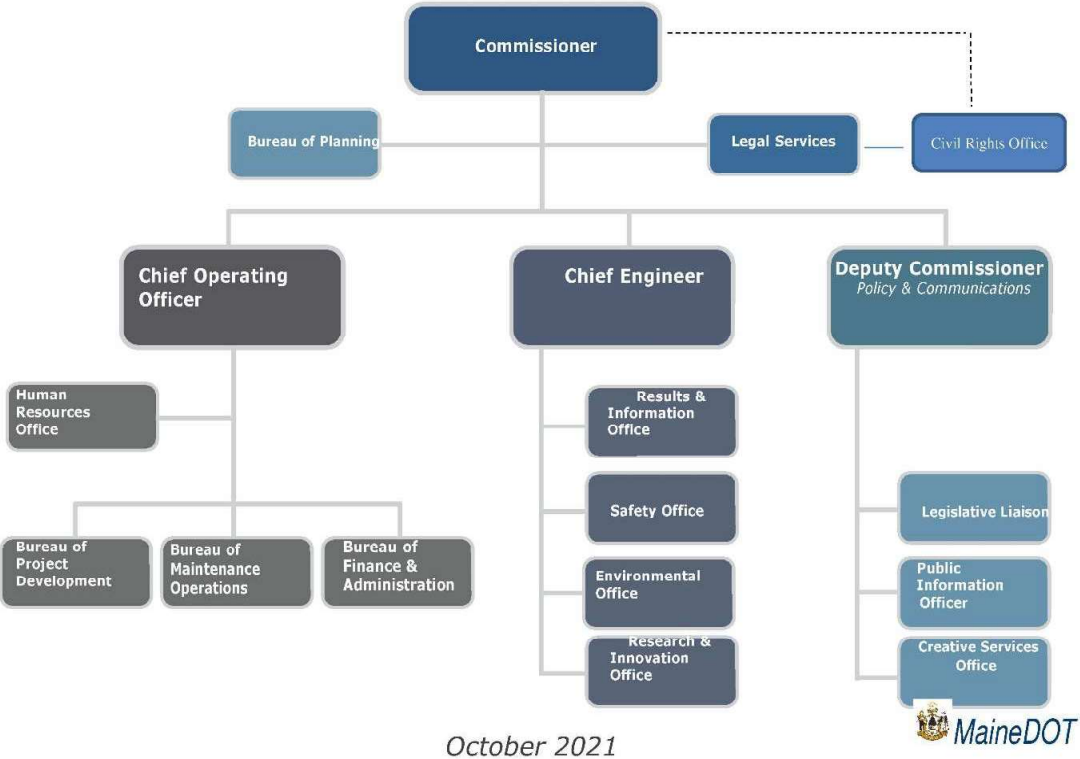 Commissioner
Bureau of Planning
Legal Services
Civil Rights Office
Chief Operating
Officer
Chief Engineer
Deputy Commissioner
Policy & Communications
Human
Resources
Office
Results &
Information
Office
Safety Office
Legislative Liaison
Bureau of
Project
Development
Bureau of
Maintenance
Operations
Bureau of
Finance &
Administration
Environmental
Office
Public
Information
Officer
Research &
Innovation
Office
Creative Services
Office
MaineDOT
October 2021